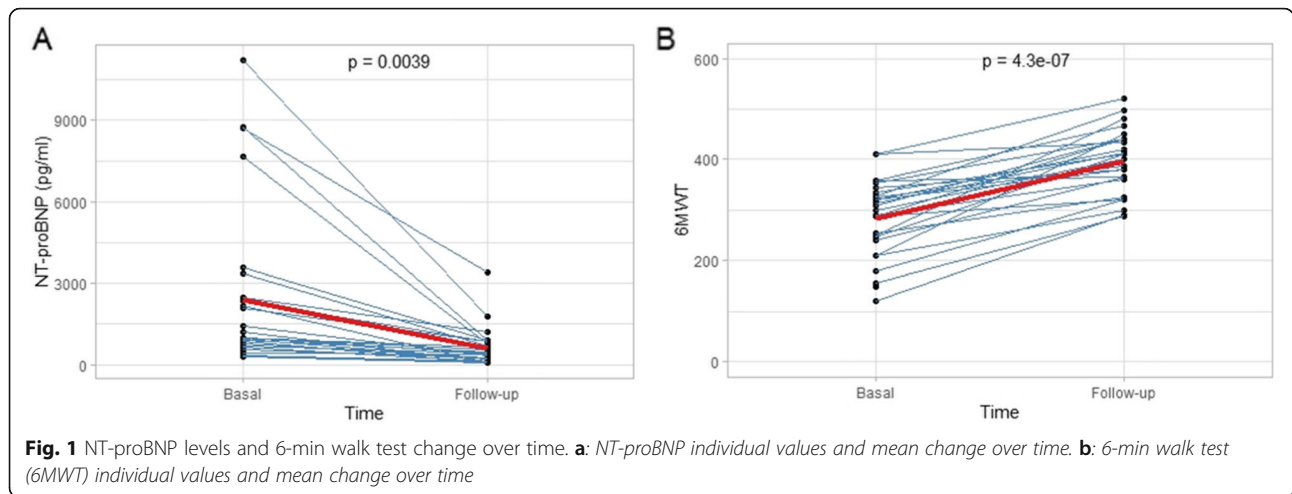 A
p = 0.0039
9000
6000
3000
0
NT-proBNP (pg/ml)
Basal
Follow-up
Time
B
p = 4.3e-07
600
400
200
0
6MWT
Basal
Follow-up
Time
Fig. 1 NT-proBNP levels and 6-min walk test change over time. a: NT-proBNP individual values and mean change over time. b: 6-min walk test
(6MWT) individual values and mean change over time